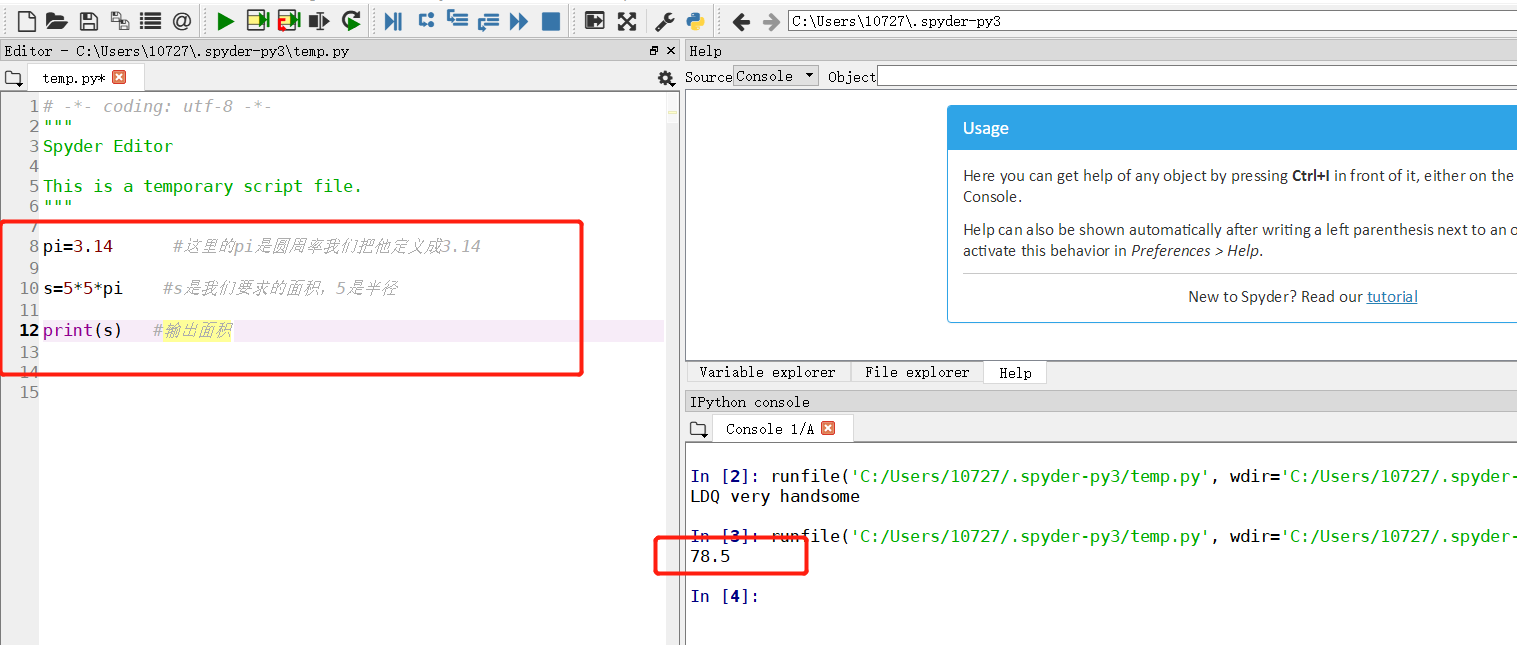 C:\Users\10727\.spyder-py3
Editor - C:\Users\10727\.spyder-py3\temp.py
temp.py*
1 # -*- coding: utf-8 -*-
2 """
3 Spyder Editor
4
5 This is a temporary script file.
6 """
7
8 pi=3.14 #这里的pi是圆周率我们把他定义成3.14
9
10 s=5*5*pi #s是我们要求的面积，5是半径
11
12 print(s) #输出面积
13
14
15
Help
Source Console Object
Usage
Here you can get help of any object by pressing Ctrl+I in front of it, either on the
Console.
Help can also be shown automatically after writing a left parenthesis next to an o
activate this behavior in Preferences > Help.
New to Spyder? Read our tutorial
Variable explorer File explorer Help
IPython console
Console 1/A
In [2]: runfile('C:/Users/10727/.spyder-py3/temp.py', wdir='C:/Users/10727/.spyder-
LDQ very handsome
In [3]: runfile('C:/Users/10727/.spyder-py3/temp.py', wdir='C:/Users/10727/.spyder-
78.5
In [4]: